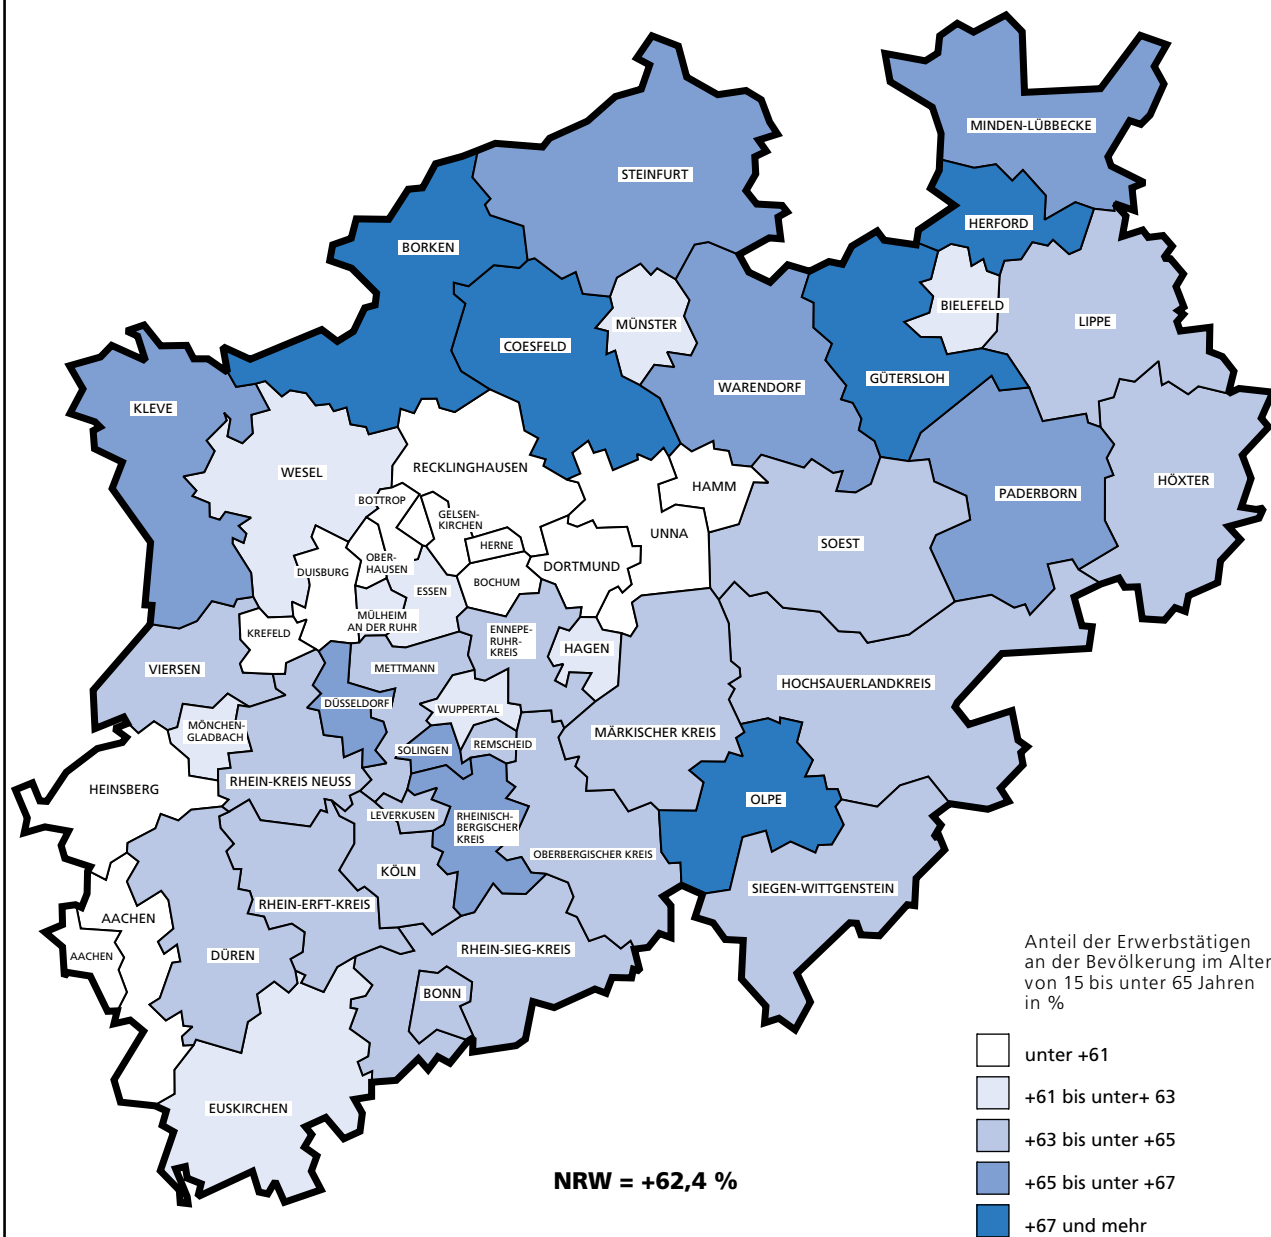 MINDEN-LÜBBECKE
STEINFURT
HERFORD
BORKEN
BIELEFELD
LIPPE
MÜNSTER
COESFELD
GÜTERSLOH
WARENDORF
KLEVE
RECKLINGHAUSEN
WESEL
HÖXTER
HAMM
PADERBORN
BOTTROP
GELSEN-
KIRCHEN
UNNA
SOEST
HERNE
OBER-
HAUSEN
DORTMUND
DUISBURG
BOCHUM
ESSEN
MÜLHEIM
AN DER RUHR
KREFELD
ENNEPE-
RUHR-
KREIS
HAGEN
VIERSEN
METTMANN
HOCHSAUERLANDKREIS
DÜSSELDORF
WUPPERTAL
MÖNCHEN-
GLADBACH
MÄRKISCHER KREIS
SOLINGEN
REMSCHEID
RHEIN-KREIS NEUSS
HEINSBERG
OLPE
LEVERKUSEN
RHEINISCH-
BERGISCHER
KREIS
OBERBERGISCHER KREIS
KÖLN
SIEGEN-WITTGENSTEIN
RHEIN-ERFT-KREIS
AACHEN
RHEIN-SIEG-KREIS
DÜREN
AACHEN
BONN
EUSKIRCHEN
Anteil der Erwerbstätigen
an der Bevölkerung im Alter
von 15 bis unter 65 Jahren
in %
unter +61
+61 bis unter+ 63
+63 bis unter +65
+65 bis unter +67
+67 und mehr
NRW = +62,4 %